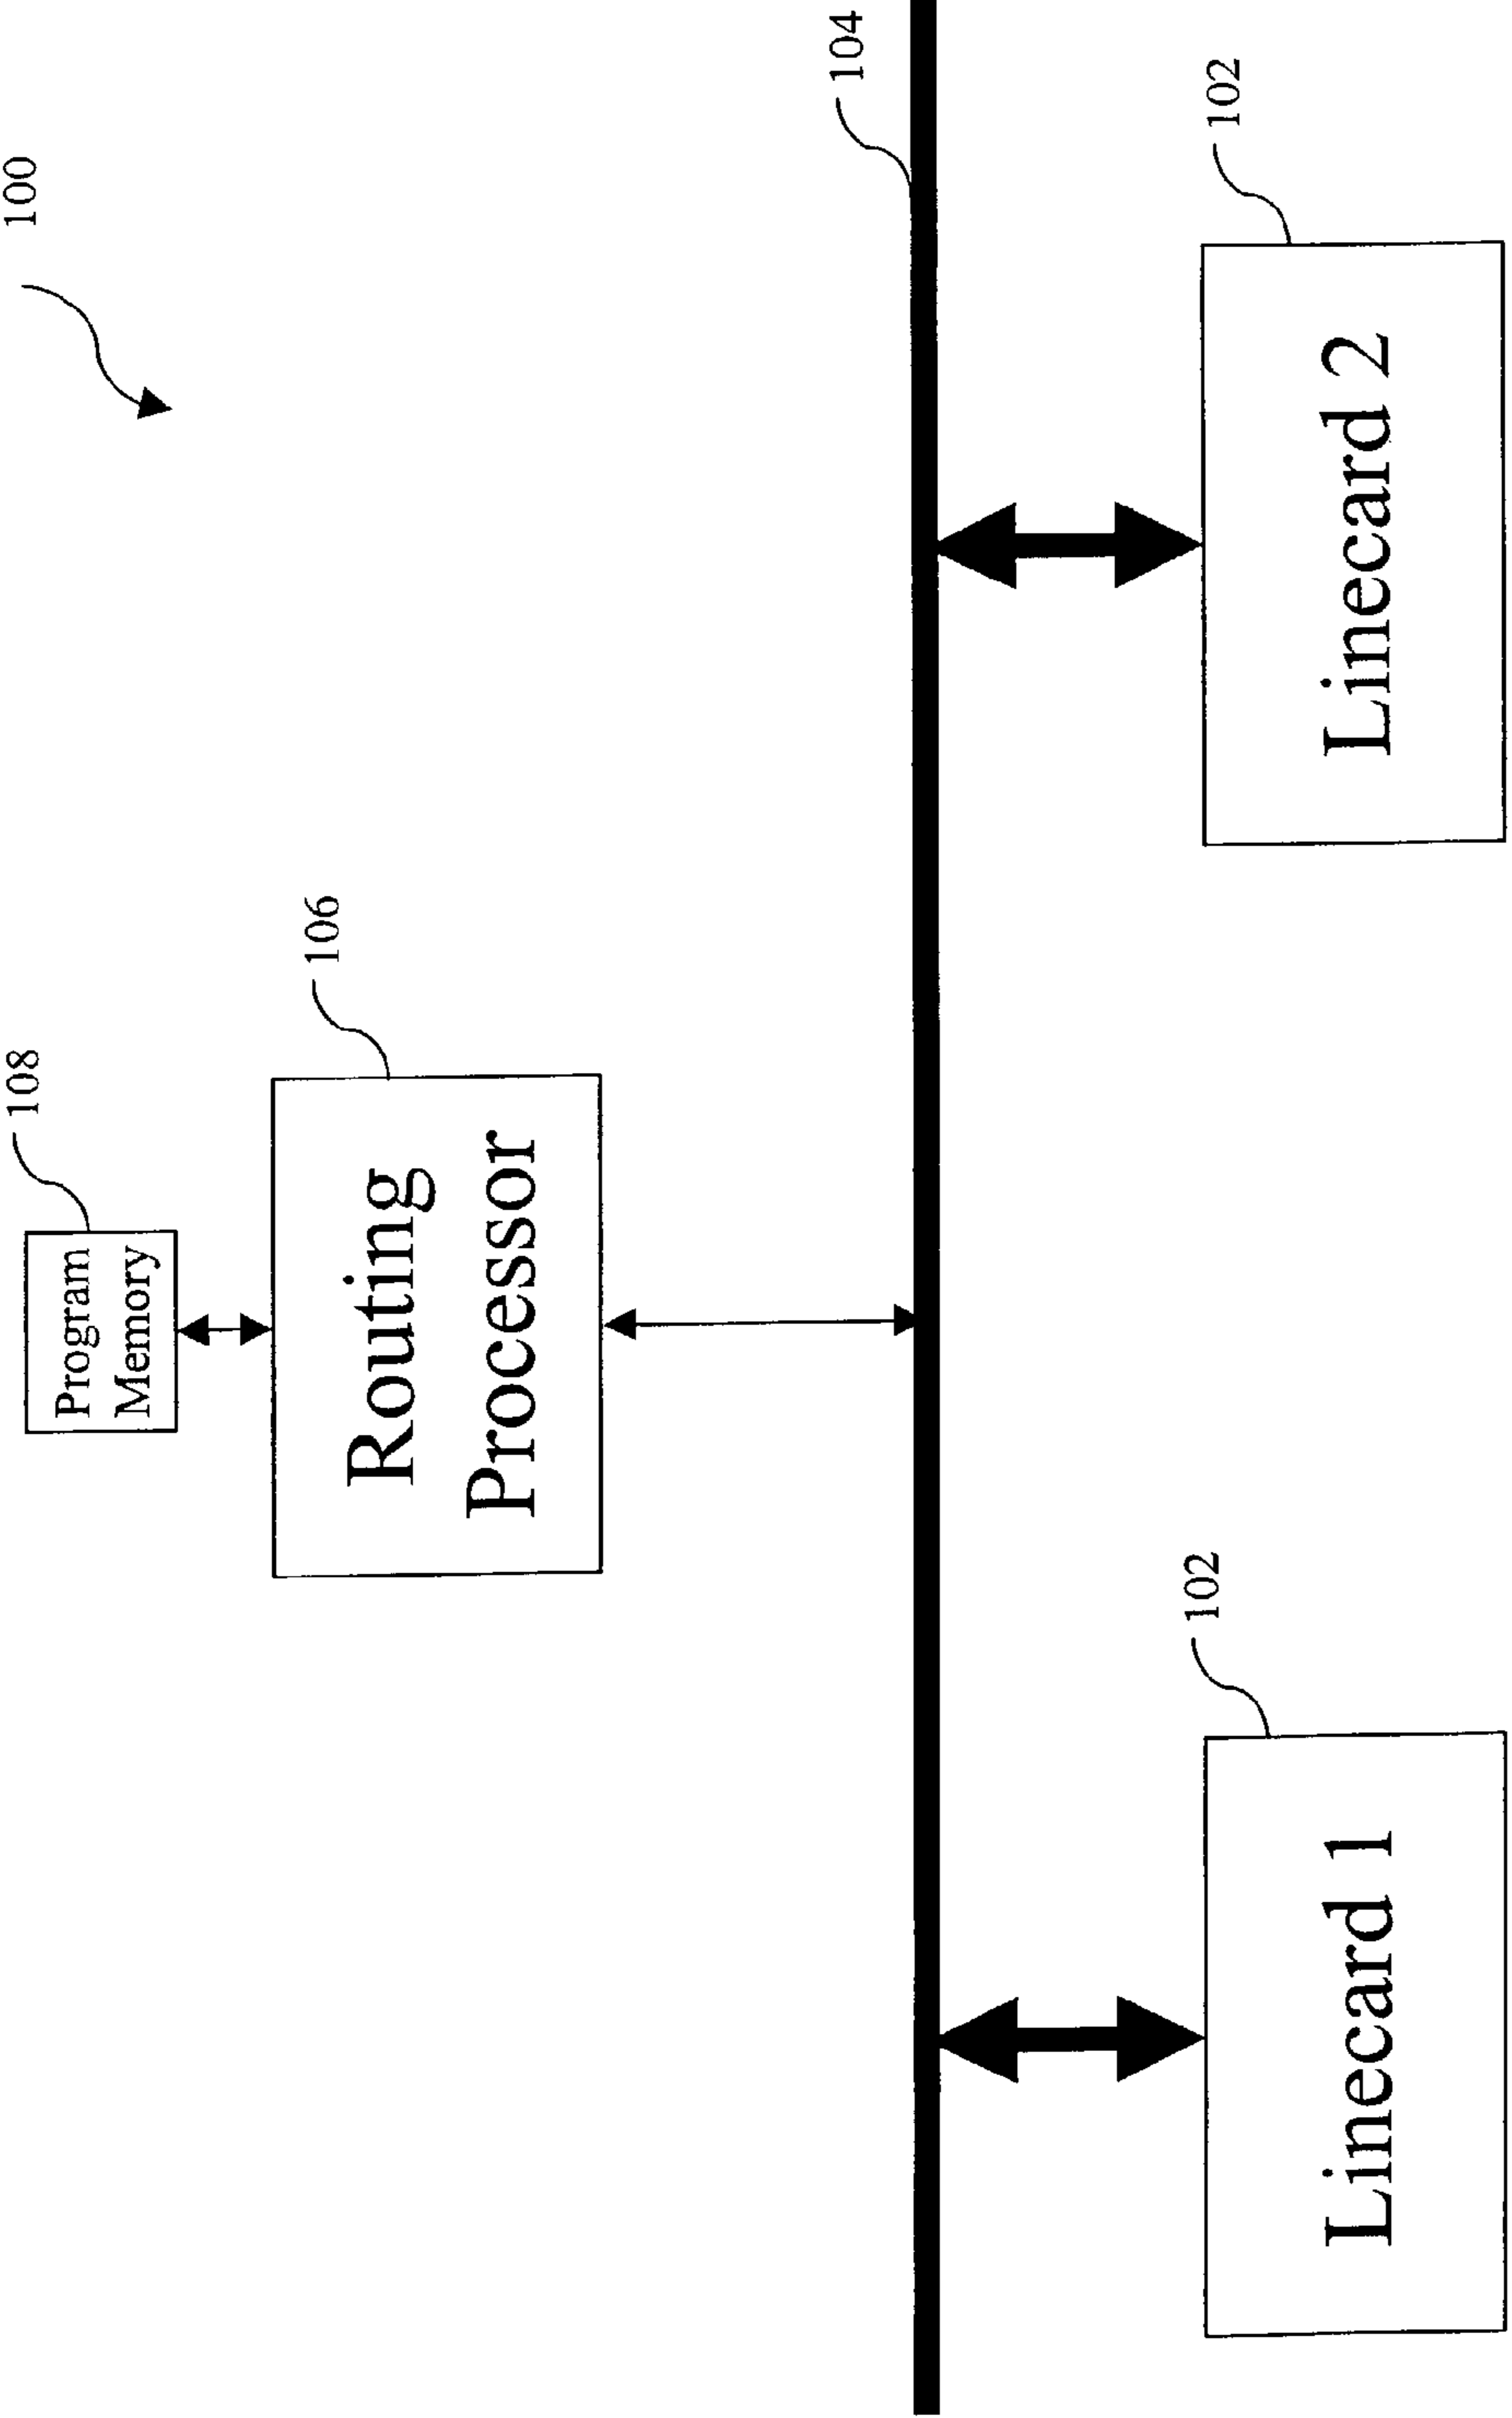 100
108
Program
Memory
106
Routing
Processor
104
102
Linecard 1
102
Linecard 2